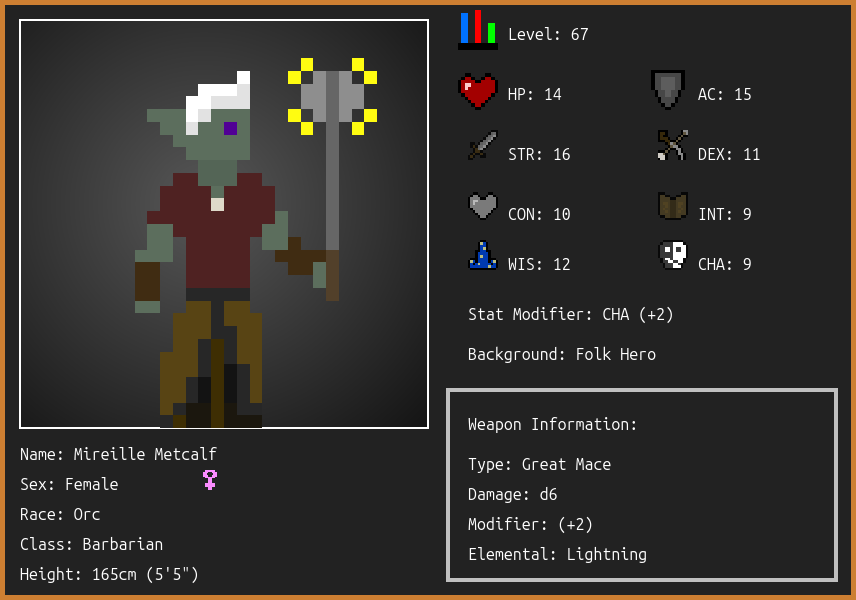 Level: 67
HP: 14
AC: 15
STR: 16
DEX: 11
CON: 10
INT: 9
WIS: 12
CHA: 9
Stat Modifier: CHA (+2)
Background: Folk Hero
Weapon Information:
Type: Great Mace
Damage: d6
Modifier: (+2)
Elemental: Lightning
Name: Mireille Metcalf
Sex: Female
Race: Orc
Class: Barbarian
Height: 165cm (5'5")